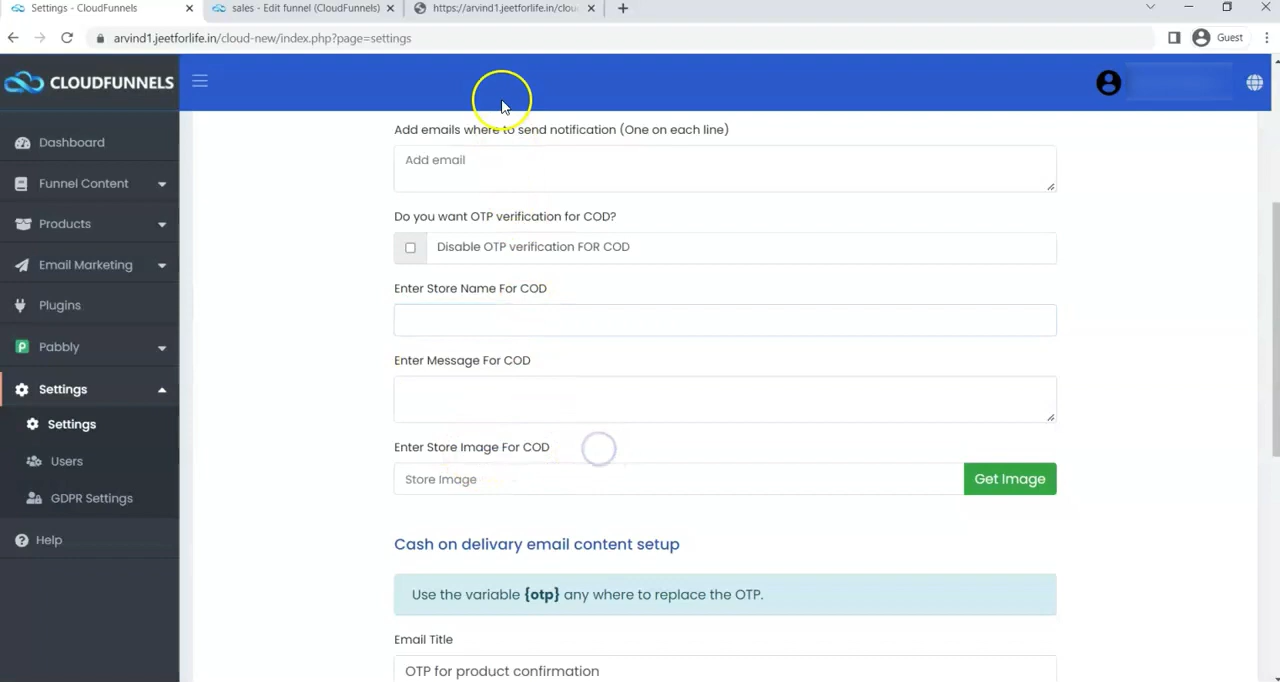 Settings - CloudFunnels
sales - Edit funnel (CloudFunnels)
https://arvind1.jeetforlife.in/clou
arvind1.jeetforlife.in/cloud-new/index.php?page=settings
Guest
CLOUDFUNNELS
Add emails where to send notification (One on each line)
Add email
Do you want OTP verification for COD?
Disable OTP verification FOR COD
Enter Store Name For COD
Enter Message For COD
Enter Store Image For COD
Store Image
Get Image
Cash on delivary email content setup
Use the variable {otp} any where to replace the OTP.
Email Title
OTP for product confirmation
Dashboard
Funnel Content
Products
Email Marketing
Plugins
P
Pabbly
Settings
Settings
Users
GDPR Settings
Help